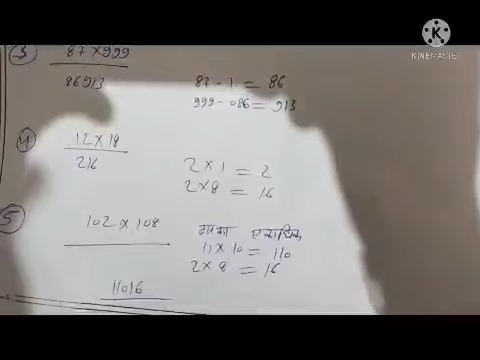 KINEMASTER
③ 87 × 999
86913
87 - 1 = 86
999 - 086 = 913
④ 12 × 18
216
2 × 1 = 2
2 × 8 = 16
⑤ 102 × 108
एकाधिक
11 × 10 = 110
2 × 8 = 16
11016